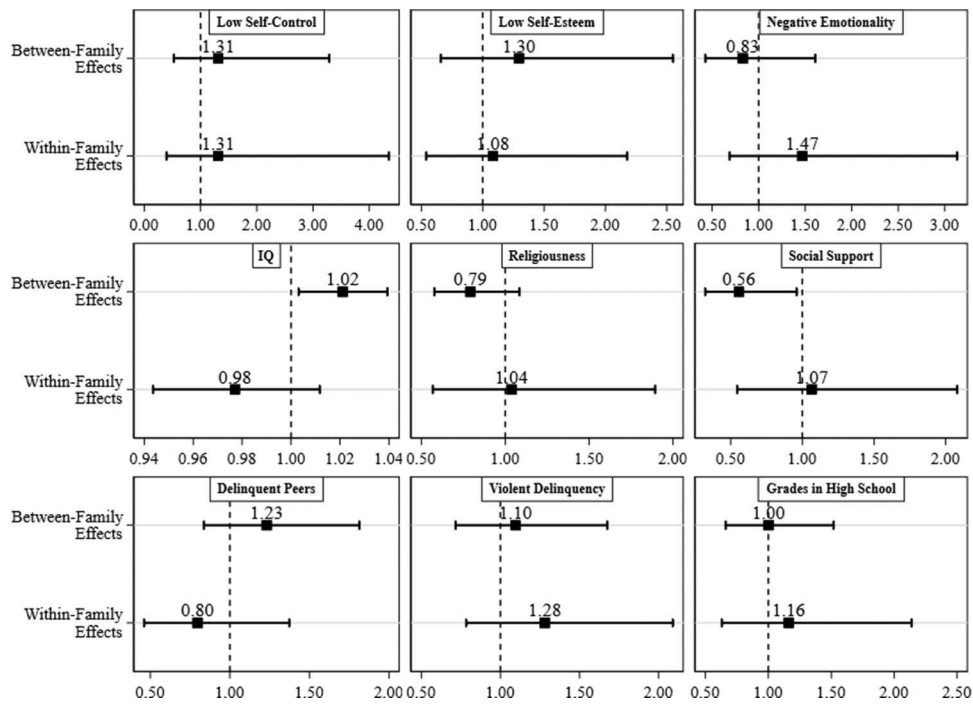 Low Self-Control
Low Self-Esteem
Negative Emotionality
Between-Family
Effects
1.31
1.30
0.83
Within-Family
Effects
1.31
1.08
1.47
0.00 1.00 2.00 3.00 4.00
0.50 1.00 1.50 2.00 2.50
0.50 1.00 1.50 2.00 2.50 3.00
IQ
Religiousness
Social Support
Between-Family
Effects
1.02
0.79
0.56
Within-Family
Effects
0.98
1.04
1.07
0.94 0.96 0.98 1.00 1.02 1.04
0.50 1.00 1.50 2.00
0.50 1.00 1.50 2.00
Delinquent Peers
Violent Delinquency
Grades in High School
Between-Family
Effects
1.23
1.10
1.00
Within-Family
Effects
0.80
1.28
1.16
0.50 1.00 1.50 2.00
0.50 1.00 1.50 2.00
0.50 1.00 1.50 2.00 2.50